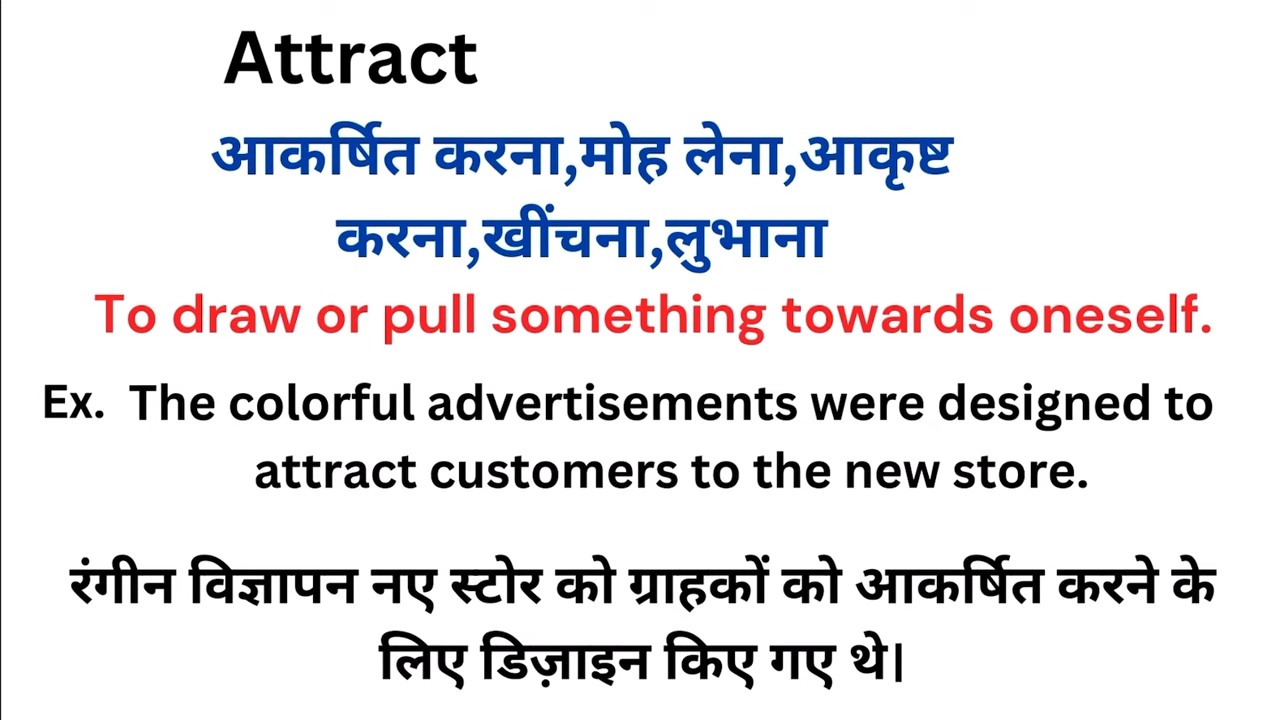 Attract
आकर्षित करना,मोह लेना,आकृष्ट
करना,खींचना,लुभाना
To draw or pull something towards oneself.
Ex. The colorful advertisements were designed to
attract customers to the new store.
रंगीन विज्ञापन नए स्टोर को ग्राहकों को आकर्षित करने के
लिए डिज़ाइन किए गए थे।